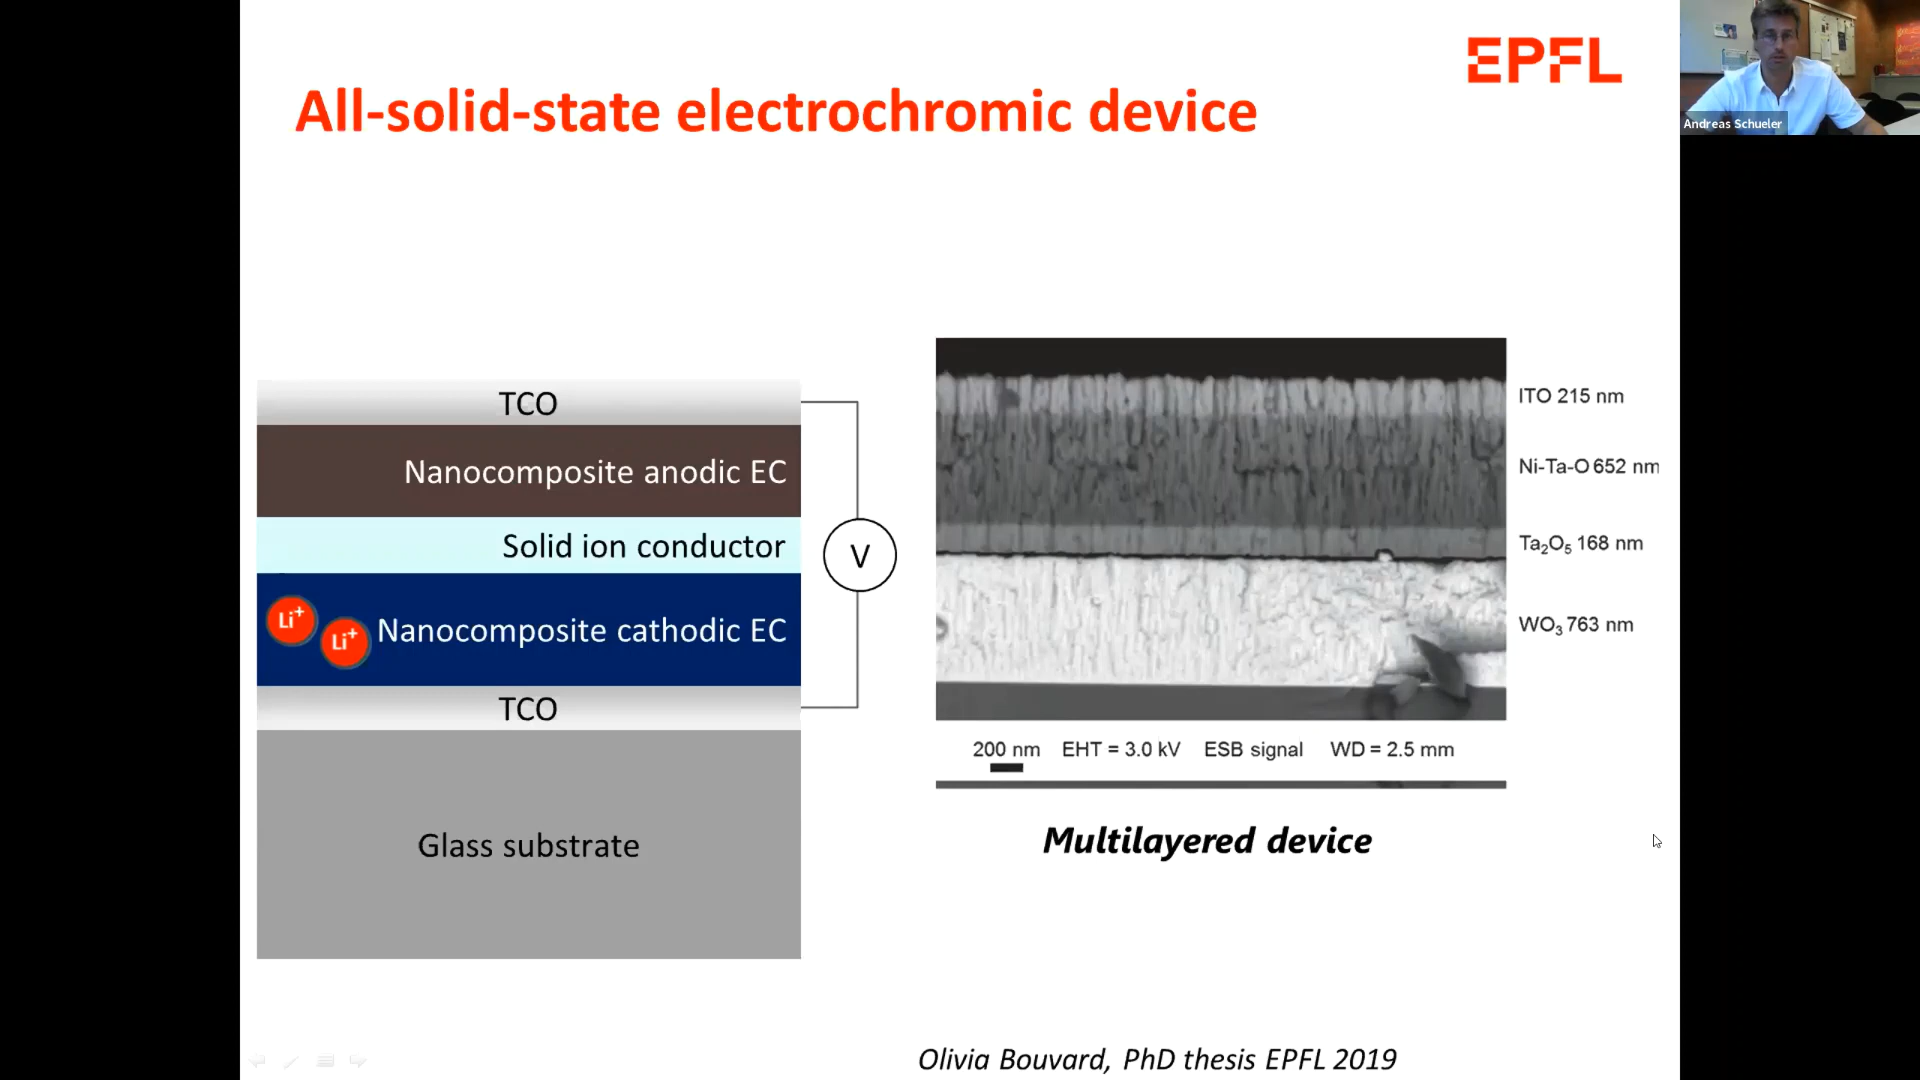 EPFL
All-solid-state electrochromic device
Andreas Schueler
TCO
Nanocomposite anodic EC
Solid ion conductor
Li+
Li+
Nanocomposite cathodic EC
TCO
Glass substrate
V
ITO 215 nm
Ni-Ta-O 652 nm
Ta₂O₅ 168 nm
WO₃ 763 nm
200 nm EHT = 3.0 kV ESB signal WD = 2.5 mm
Multilayered device
Olivia Bouvard, PhD thesis EPFL 2019